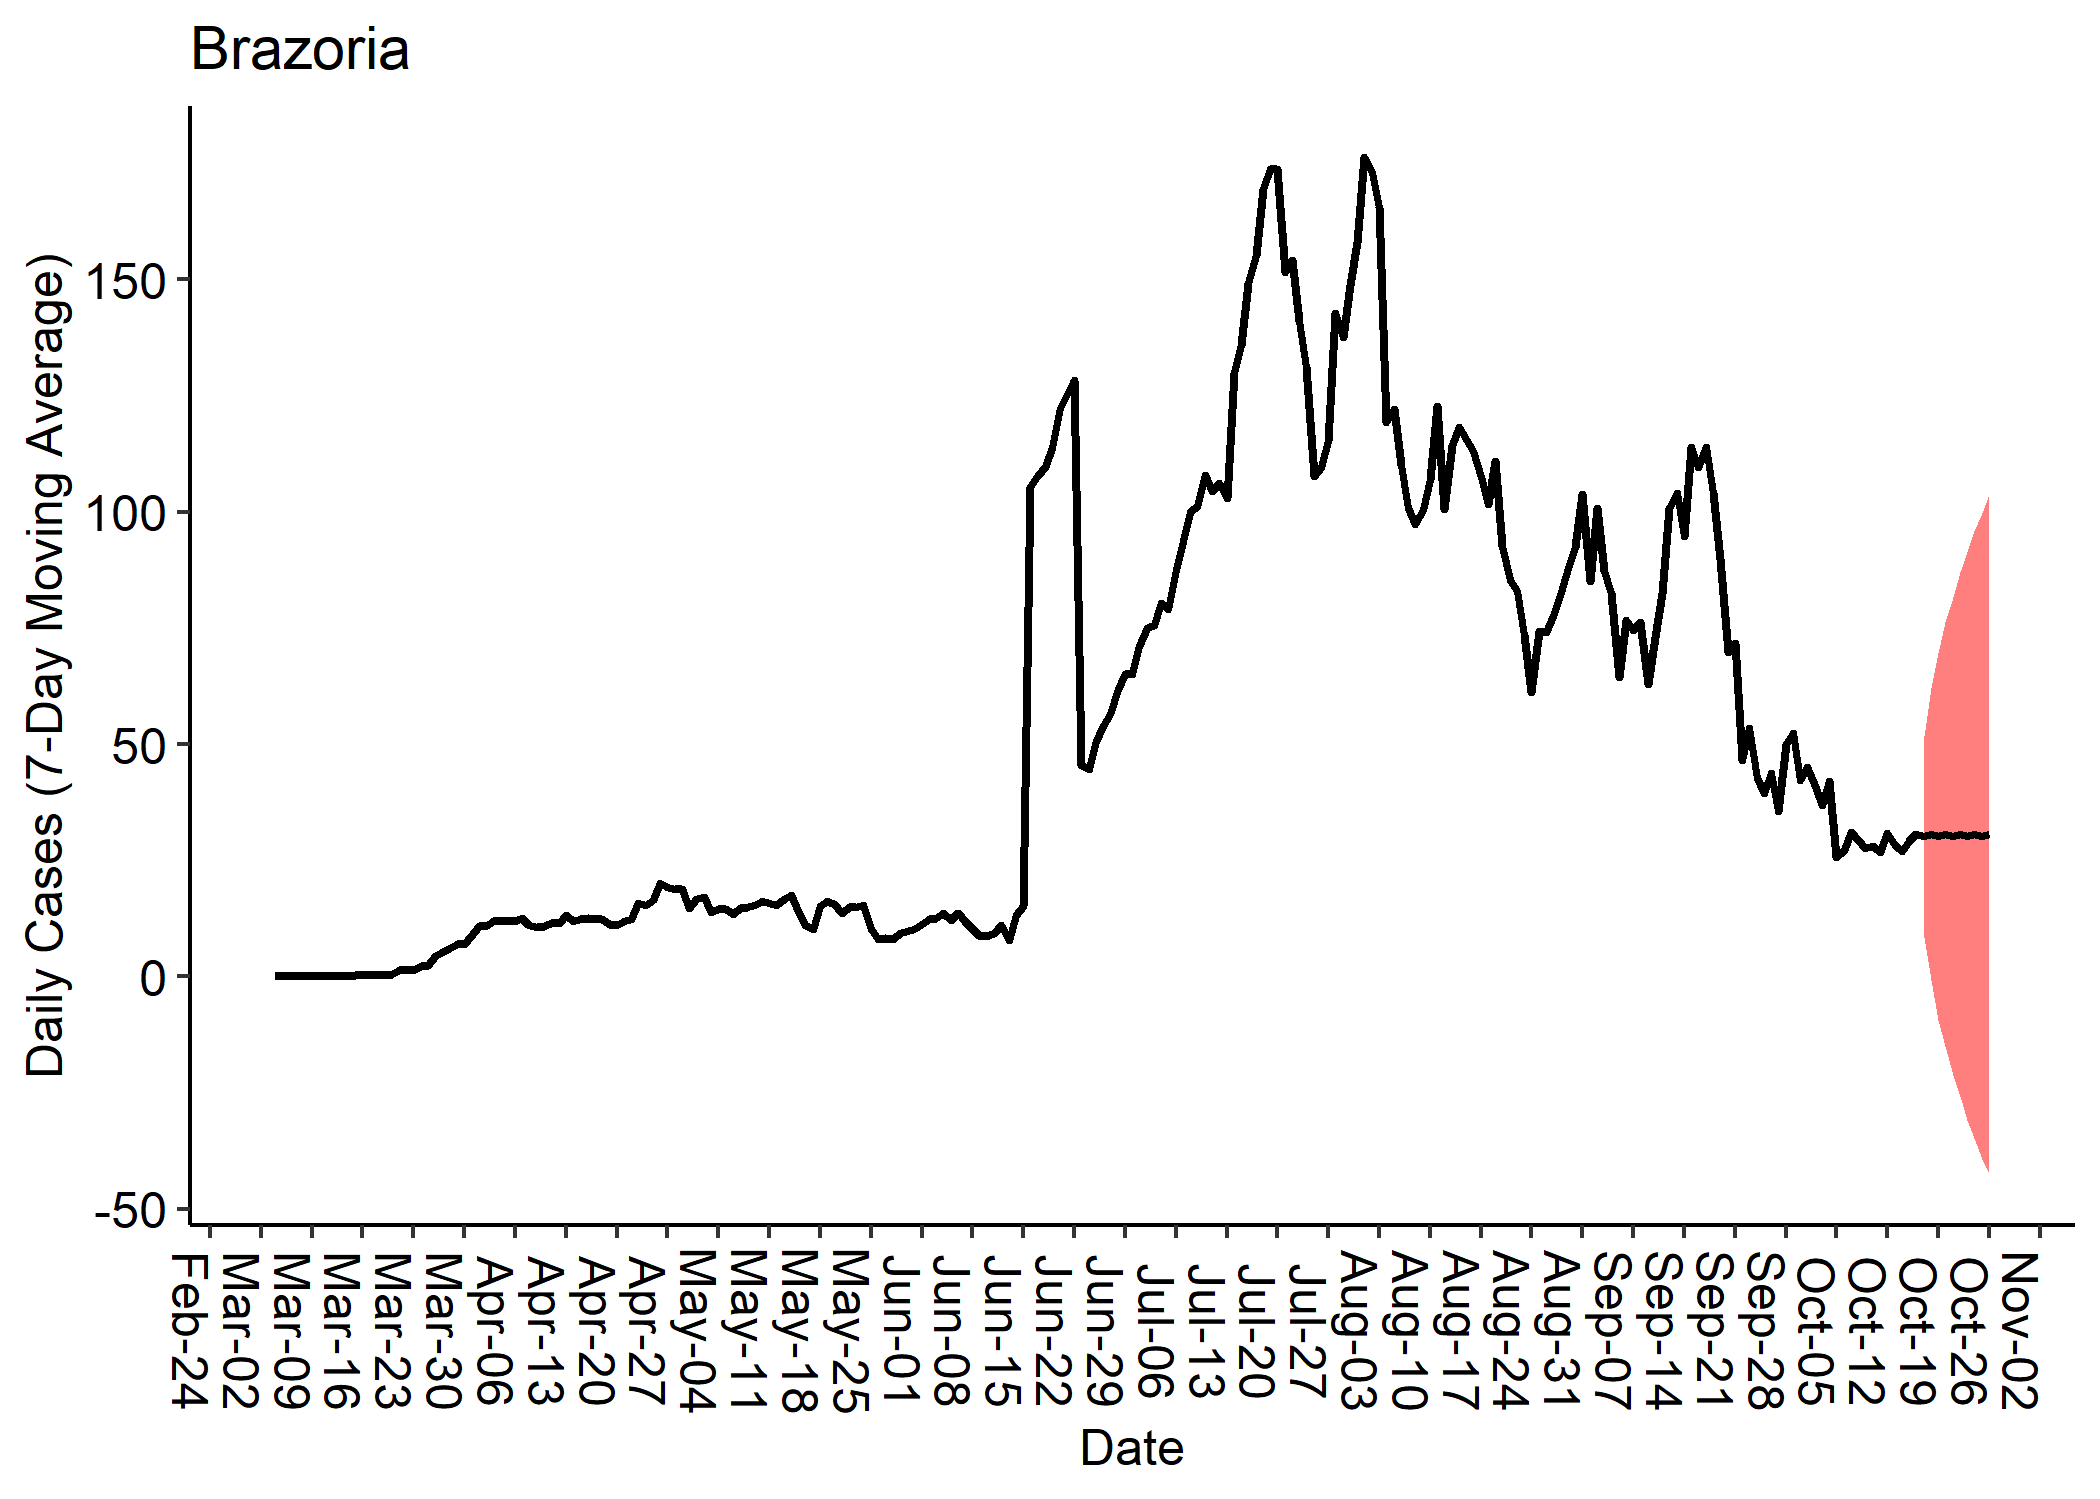 Brazoria
Daily Cases (7-Day Moving Average)
150
100
50
0
-50
Feb-24
Mar-02
Mar-09
Mar-16
Mar-23
Mar-30
Apr-06
Apr-13
Apr-20
Apr-27
May-04
May-11
May-18
May-25
Jun-01
Jun-08
Jun-15
Jun-22
Jun-29
Jul-06
Jul-13
Jul-20
Jul-27
Aug-03
Aug-10
Aug-17
Aug-24
Aug-31
Sep-07
Sep-14
Sep-21
Sep-28
Oct-05
Oct-12
Oct-19
Oct-26
Nov-02
Date